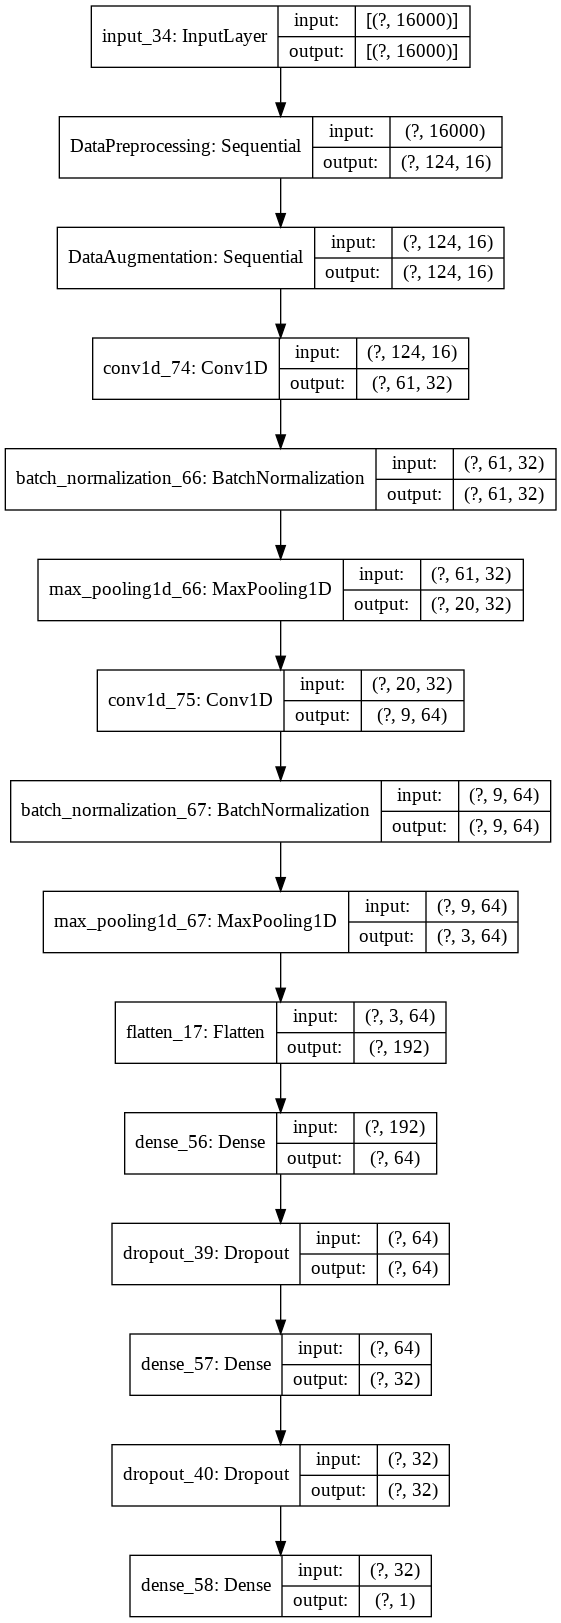 input_34: InputLayer
input: [(?, 16000)]
output: [(?, 16000)]
DataPreprocessing: Sequential
input: (?, 16000)
output: (?, 124, 16)
DataAugmentation: Sequential
input: (?, 124, 16)
output: (?, 124, 16)
conv1d_74: Conv1D
input: (?, 124, 16)
output: (?, 61, 32)
batch_normalization_66: BatchNormalization
input: (?, 61, 32)
output: (?, 61, 32)
max_pooling1d_66: MaxPooling1D
input: (?, 61, 32)
output: (?, 20, 32)
conv1d_75: Conv1D
input: (?, 20, 32)
output: (?, 9, 64)
batch_normalization_67: BatchNormalization
input: (?, 9, 64)
output: (?, 9, 64)
max_pooling1d_67: MaxPooling1D
input: (?, 9, 64)
output: (?, 3, 64)
flatten_17: Flatten
input: (?, 3, 64)
output: (?, 192)
dense_56: Dense
input: (?, 192)
output: (?, 64)
dropout_39: Dropout
input: (?, 64)
output: (?, 64)
dense_57: Dense
input: (?, 64)
output: (?, 32)
dropout_40: Dropout
input: (?, 32)
output: (?, 32)
dense_58: Dense
input: (?, 32)
output: (?, 1)